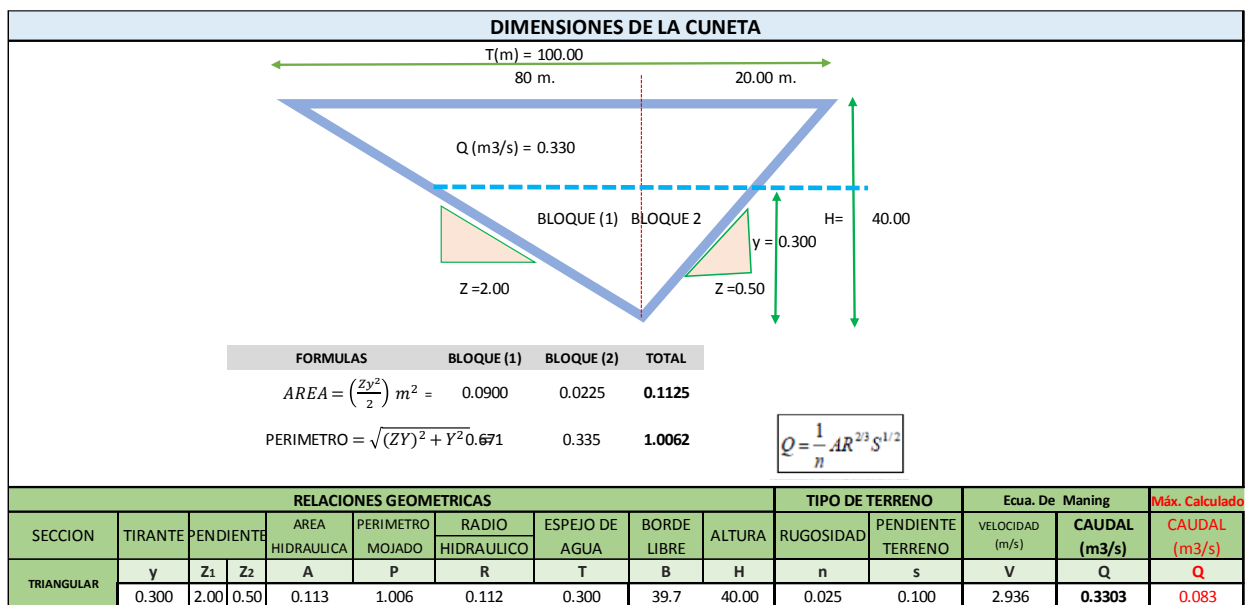 DIMENSIONES DE LA CUNETA
T(m) = 100.00
80 m. 20.00 m.
Q (m3/s) = 0.330
BLOQUE (1) BLOQUE 2 H= 40.00
y = 0.300
Z =2.00 Z =0.50
FORMULAS BLOQUE (1) BLOQUE (2) TOTAL
AREA = (Zy²/2) m² = 0.0900 0.0225 0.1125
PERIMETRO = √((ZY)² + Y²) = 0.671 0.335 1.0062
Q = 1/n AR^2/3 S^1/2
RELACIONES GEOMETRICAS TIPO DE TERRENO Ecua. De Maning Máx. Calculado
SECCION TIRANTE PENDIENTE AREA HIDRAULICA PERIMETRO MOJADO RADIO HIDRAULICO ESPEJO DE AGUA BORDE LIBRE ALTURA RUGOSIDAD PENDIENTE TERRENO VELOCIDAD (m/s) CAUDAL (m3/s) CAUDAL (m3/s)
TRIANGULAR y Z1 Z2 A P R T B H n s V Q Q
0.300 2.00 0.50 0.113 1.006 0.112 0.300 39.7 40.00 0.025 0.100 2.936 0.3303 0.083